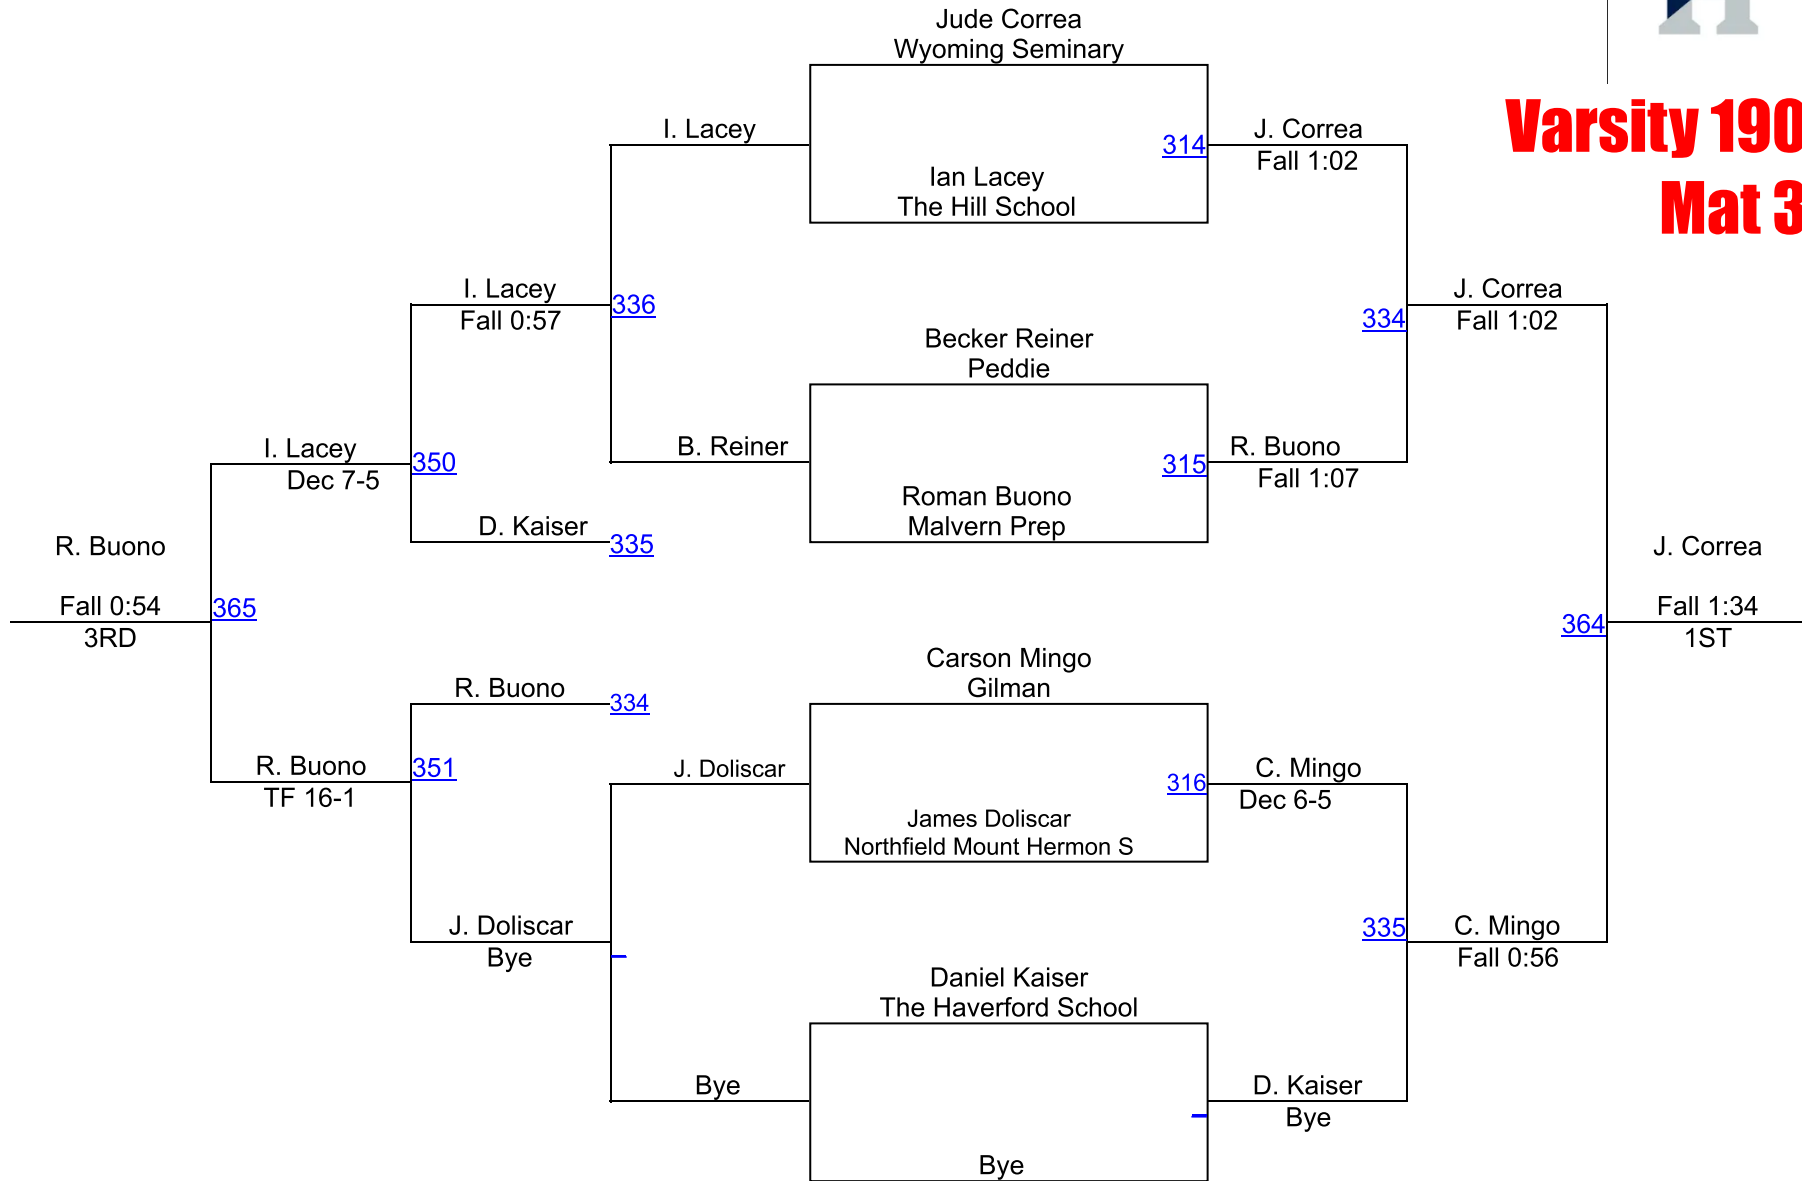 Jude Correa
Wyoming Seminary
Varsity 190
Mat 3
I. Lacey
314
J. Correa
Fall 1:02
Ian Lacey
The Hill School
I. Lacey
Fall 0:57
336
Becker Reiner
Peddie
334
J. Correa
Fall 1:02
I. Lacey
Dec 7-5
350
B. Reiner
315
R. Buono
Fall 1:07
Roman Buono
Malvern Prep
D. Kaiser
335
R. Buono
Fall 0:54
3RD
365
J. Correa
Fall 1:34
1ST
364
Carson Mingo
Gilman
R. Buono
334
R. Buono
TF 16-1
351
J. Doliscar
316
C. Mingo
Dec 6-5
James Doliscar
Northfield Mount Hermon S
J. Doliscar
Bye
335
C. Mingo
Fall 0:56
Daniel Kaiser
The Haverford School
Bye
D. Kaiser
Bye
Bye